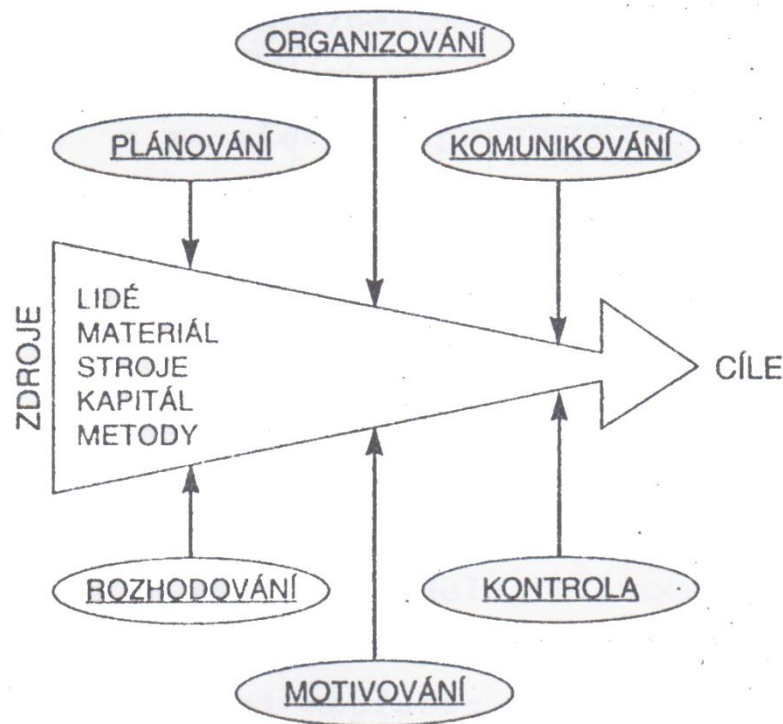 ORGANIZOVÁNÍ
PLÁNOVÁNÍ
KOMUNIKOVÁNÍ
ZDROJE
LIDÉ
MATERIÁL
STROJE
KAPITÁL
METODY
CÍLE
ROZHODOVÁNÍ
KONTROLA
MOTIVOVÁNÍ